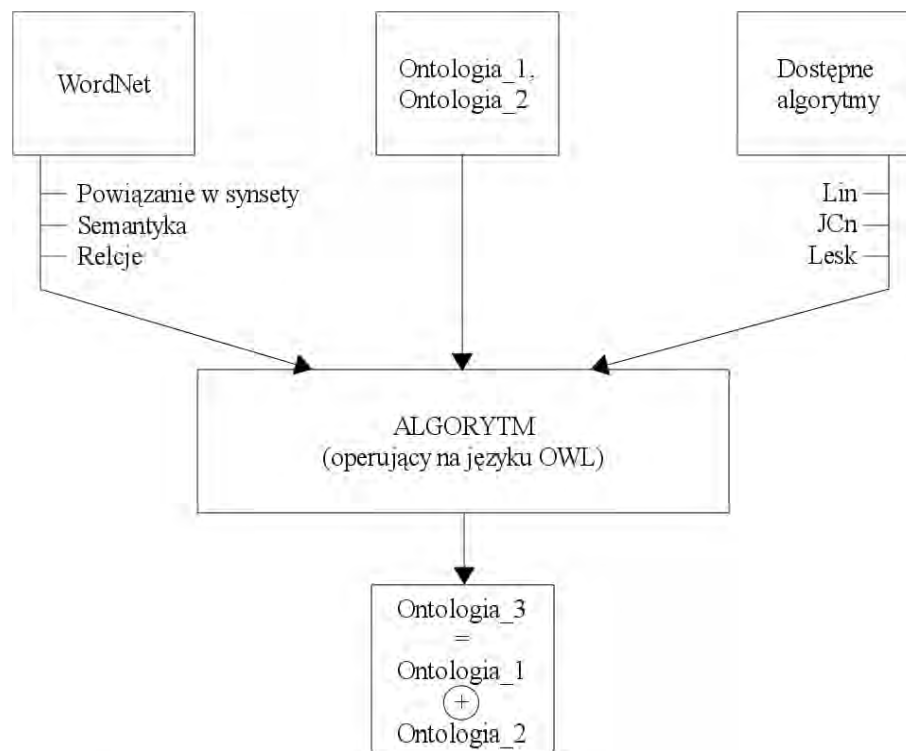 WordNet
Ontologia_1,
Ontologia_2
Dostępne
algorytmy
Powiązanie w synsety
Semantyka
Relcje
Lin
JCn
Lesk
ALGORYTM
(operujący na języku OWL)
Ontologia_3
=
Ontologia_1
+
Ontologia_2